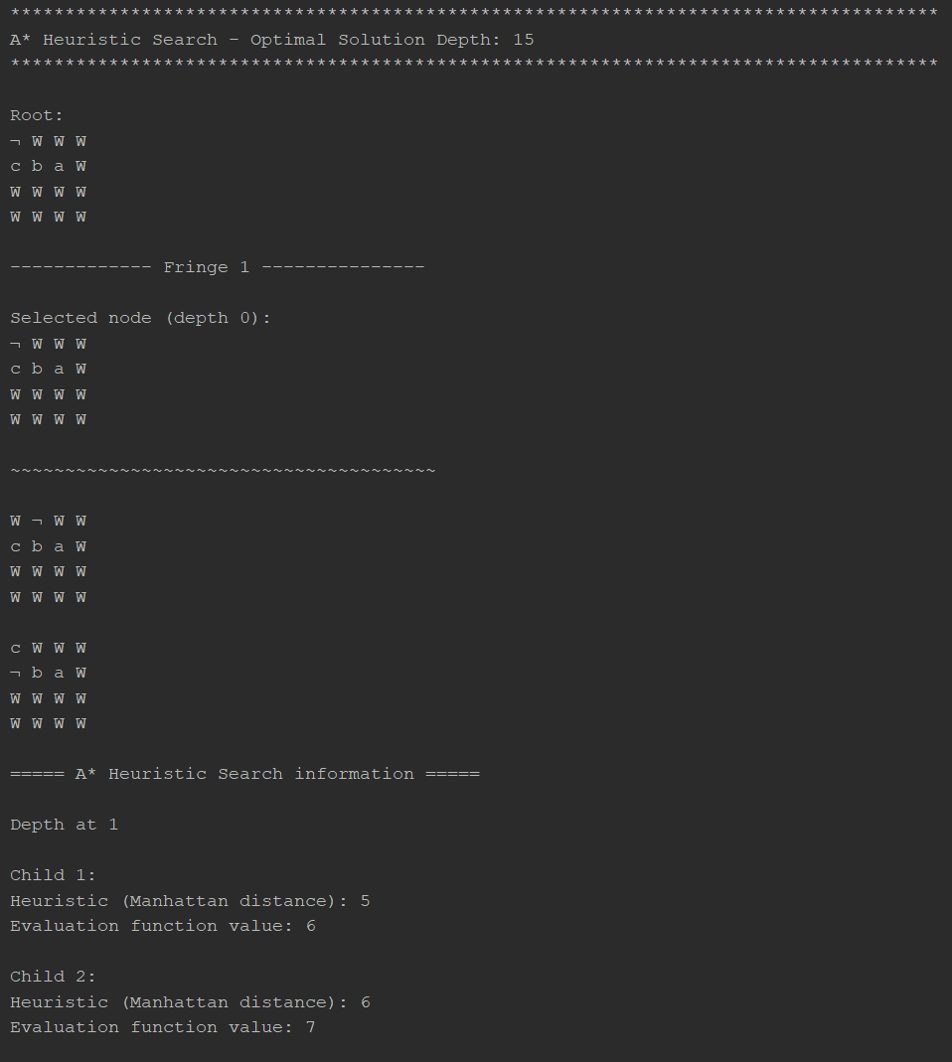 *************************************************************************************
A* Heuristic Search - Optimal Solution Depth: 15
*************************************************************************************
Root:
¬ W W W
c b a W
W W W W
W W W W
------------- Fringe 1 ---------------
Selected node (depth 0):
¬ W W W
c b a W
W W W W
W W W W
~~~~~~~~~~~~~~~~~~~~~~~~~~~~~~~~~~~~~~~
W ¬ W W
c b a W
W W W W
W W W W
c W W W
¬ b a W
W W W W
W W W W
===== A* Heuristic Search information =====
Depth at 1
Child 1:
Heuristic (Manhattan distance): 5
Evaluation function value: 6
Child 2:
Heuristic (Manhattan distance): 6
Evaluation function value: 7